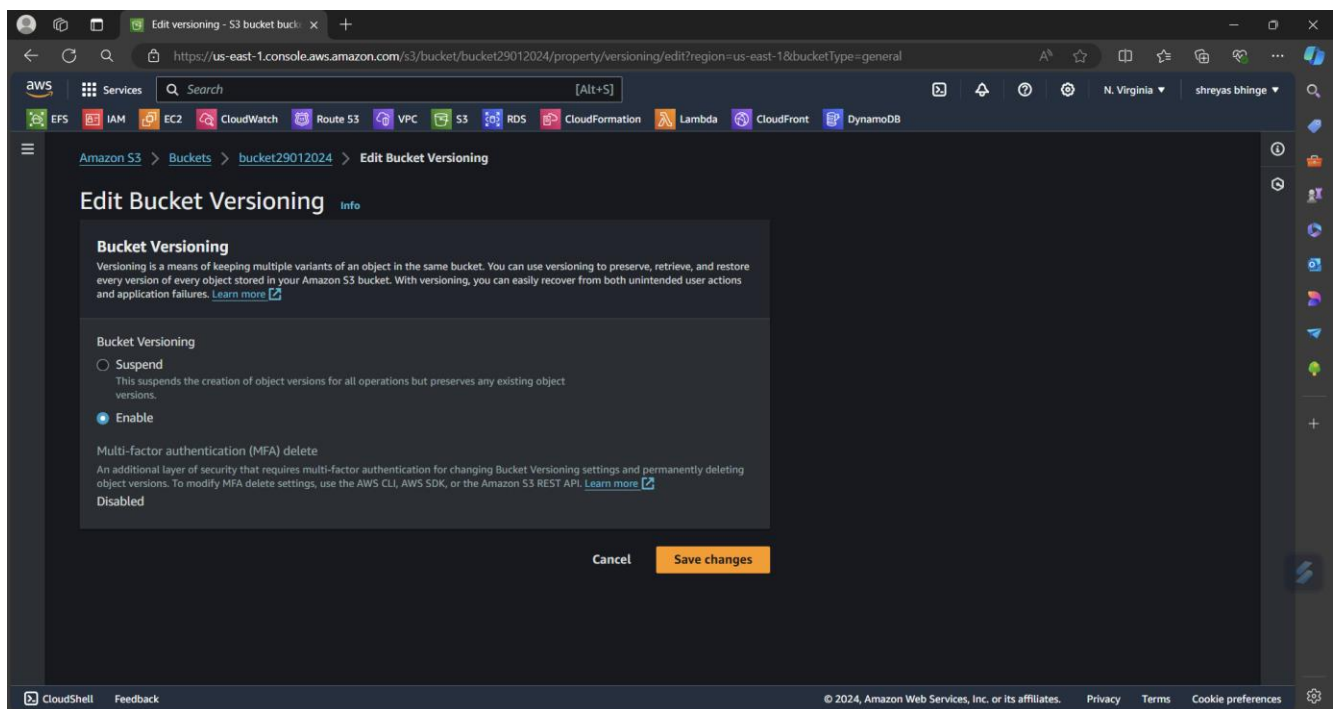 Edit versioning - S3 bucket buck
https://us-east-1.console.aws.amazon.com/s3/bucket/bucket29012024/property/versioning/edit?region=us-east-1&bucketType=general
aws Services Search [Alt+S] N. Virginia shreyas bhinge
EFS IAM EC2 CloudWatch Route 53 VPC S3 RDS CloudFormation Lambda CloudFront DynamoDB
Amazon S3 > Buckets > bucket29012024 > Edit Bucket Versioning
Edit Bucket Versioning Info
Bucket Versioning
Versioning is a means of keeping multiple variants of an object in the same bucket. You can use versioning to preserve, retrieve, and restore
every version of every object stored in your Amazon S3 bucket. With versioning, you can easily recover from both unintended user actions
and application failures. Learn more
Bucket Versioning
Suspend
This suspends the creation of object versions for all operations but preserves any existing object
versions.
Enable
Multi-factor authentication (MFA) delete
An additional layer of security that requires multi-factor authentication for changing Bucket Versioning settings and permanently deleting
object versions. To modify MFA delete settings, use the AWS CLI, AWS SDK, or the Amazon S3 REST API. Learn more
Disabled
Cancel Save changes
CloudShell Feedback © 2024, Amazon Web Services, Inc. or its affiliates. Privacy Terms Cookie preferences